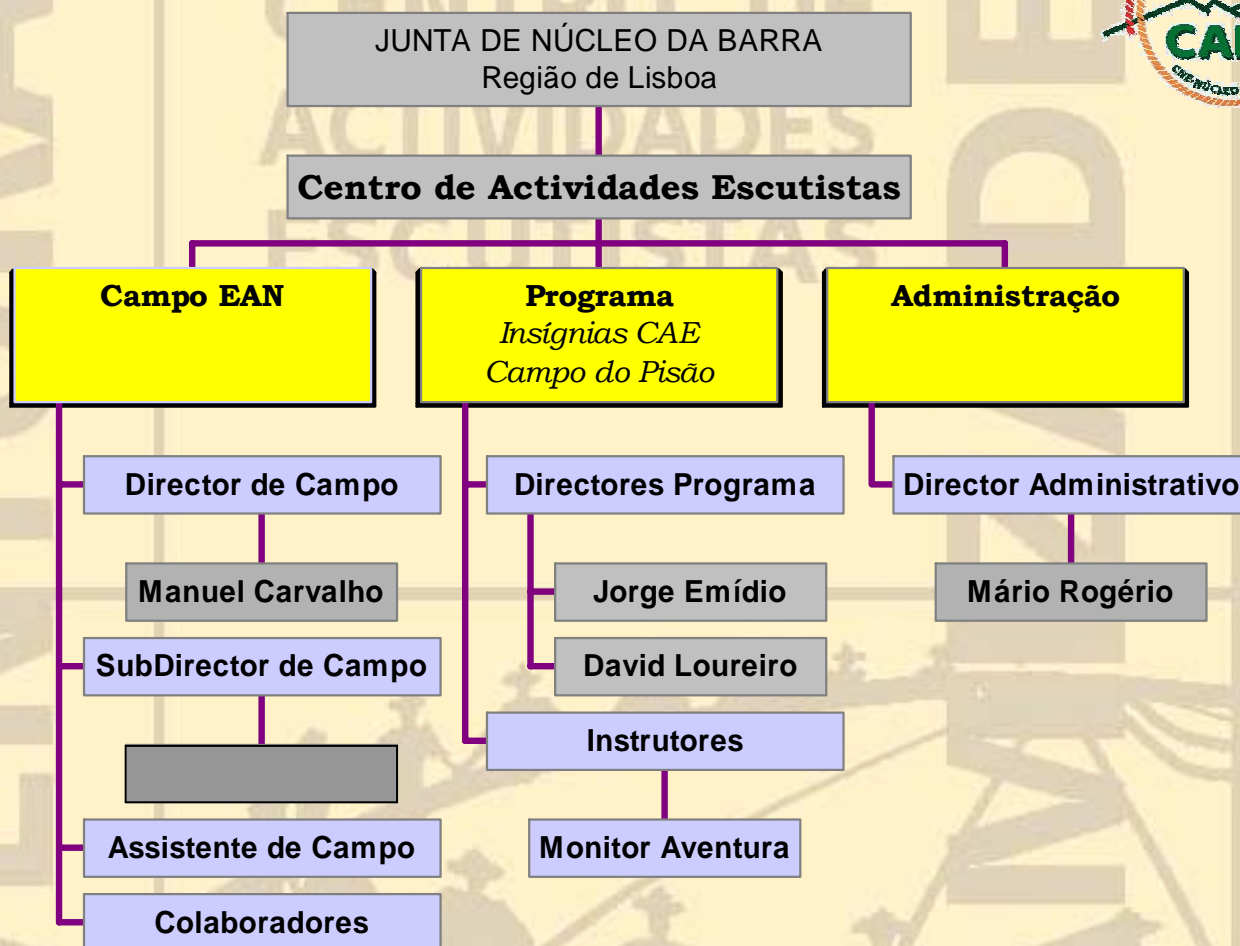 JUNTA DE NÚCLEO DA BARRA
Região de Lisboa
Centro de Actividades Escutistas
Campo EAN
Programa
Insígnias CAE
Campo do Pisão
Administração
Director de Campo
Directores Programa
Director Administrativo
Manuel Carvalho
Jorge Emídio
Mário Rogério
SubDirector de Campo
David Loureiro
Instrutores
Assistente de Campo
Monitor Aventura
Colaboradores
ACTIVIDADES
ESCUTISTAS